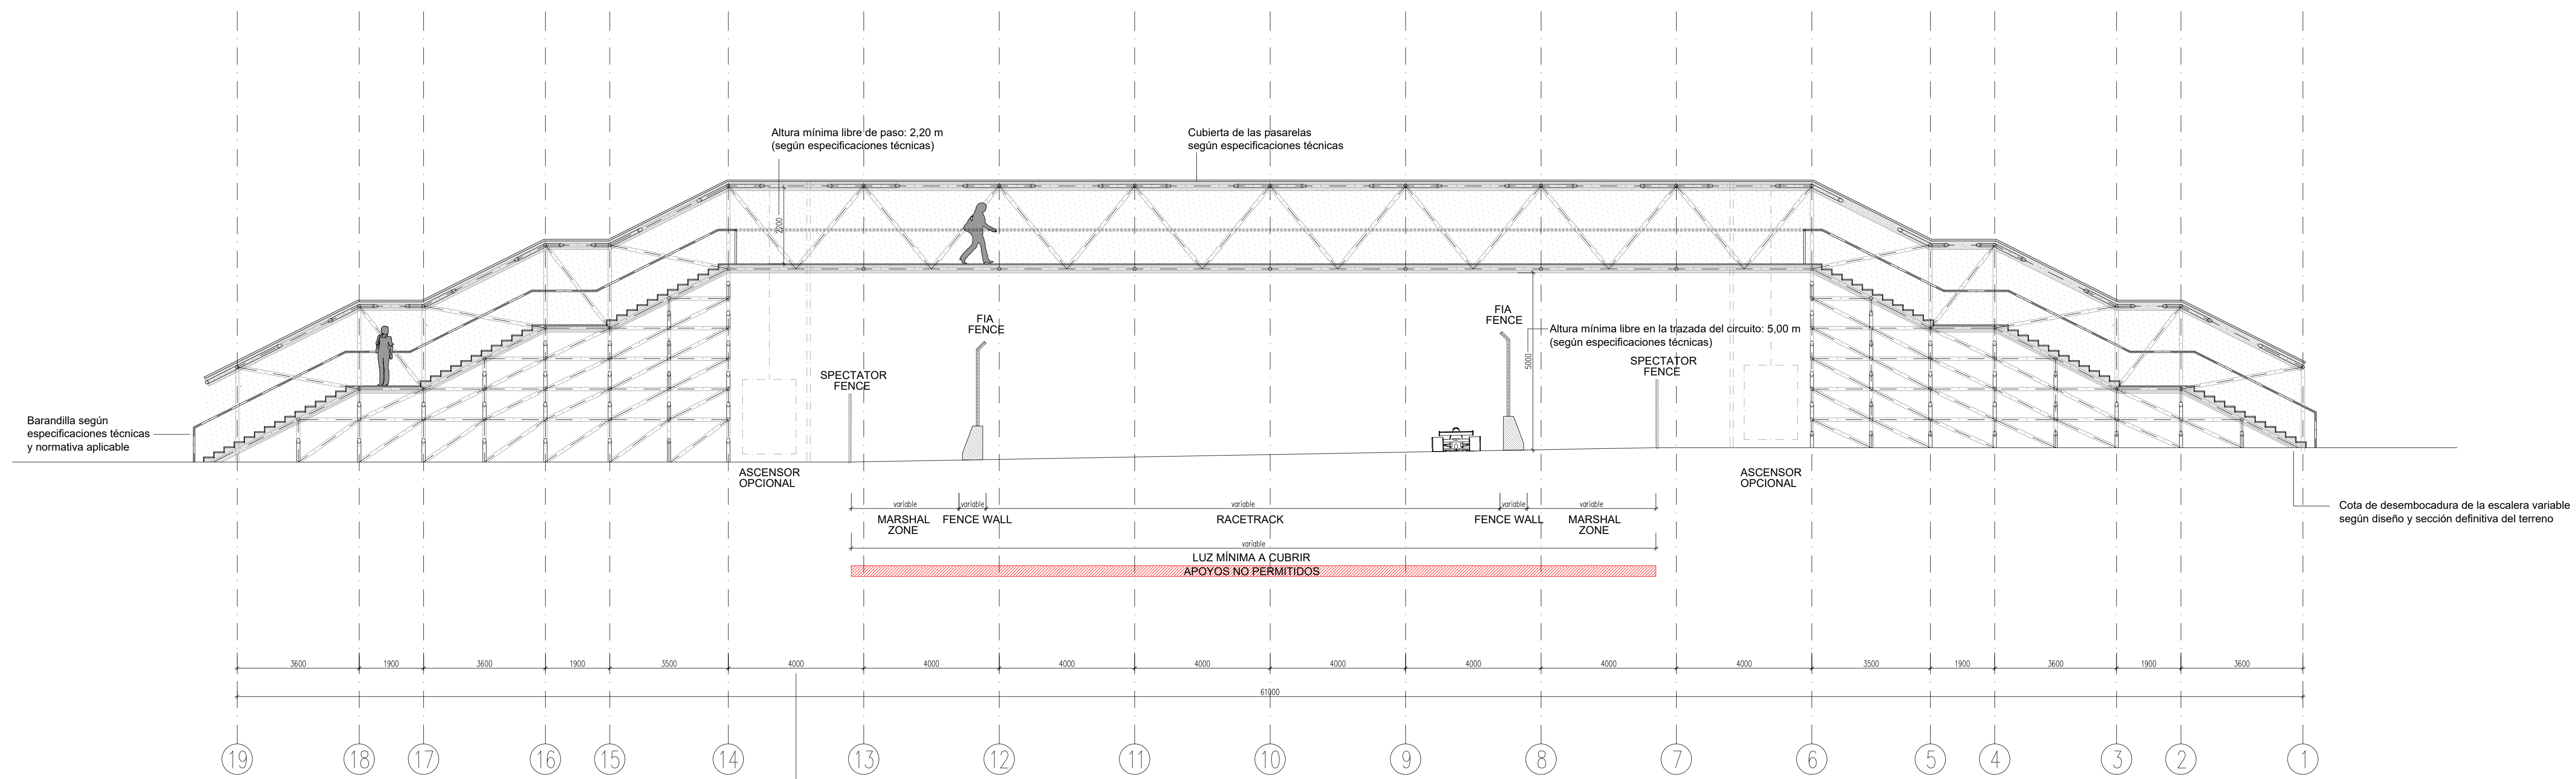 Altura mínima libre de paso: 2,20 m
(según especificaciones técnicas)
Cubierta de las pasarelas
según especificaciones técnicas
2200
FIA
FENCE
FIA
FENCE
Altura mínima libre en la trazada del circuito: 5,00 m
(según especificaciones técnicas)
5000
SPECTATOR
FENCE
SPECTATOR
FENCE
Barandilla según
especificaciones técnicas
y normativa aplicable
ASCENSOR
OPCIONAL
ASCENSOR
OPCIONAL
variable variable variable variable variable
MARSHAL
ZONE
FENCE WALL
RACETRACK
FENCE WALL
MARSHAL
ZONE
Cota de desembocadura de la escalera variable
según diseño y sección definitiva del terreno
variable
LUZ MÍNIMA A CUBRIR
APOYOS NO PERMITIDOS
3600 1900 3600 1900 3500 4000 4000 4000 4000 4000 4000 4000 4000 3500 1900 3600 1900 3600
61000
19 18 17 16 15 14 13 12 11 10 9 8 7 6 5 4 3 2 1